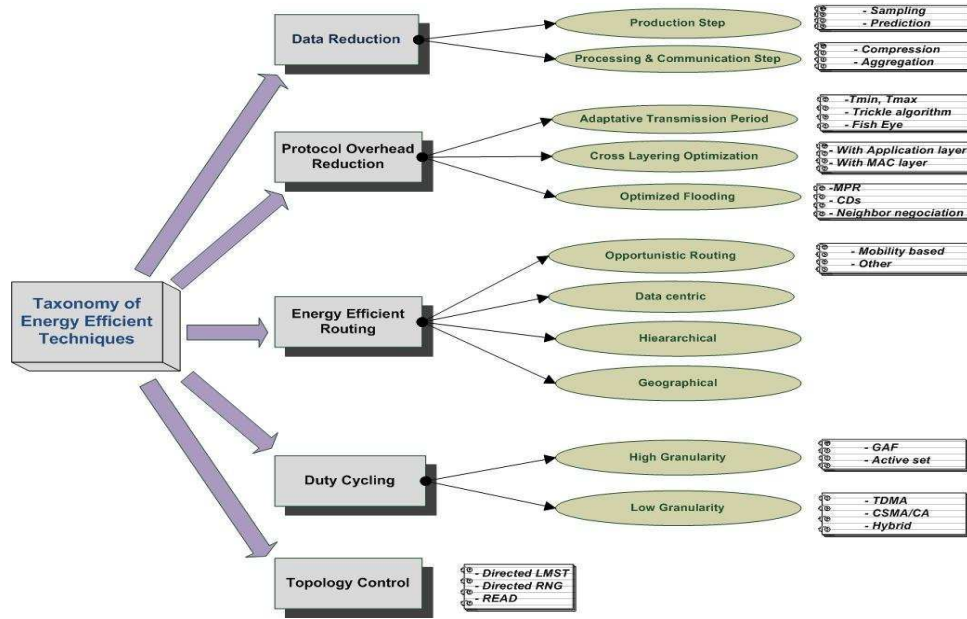 Data Reduction
Production Step
- Sampling
- Prediction
Processing & Communication Step
- Compression
- Aggregation
Protocol Overhead
Reduction
Adaptative Transmission Period
-Tmin, Tmax
- Trickle algorithm
- Fish Eye
Cross Layering Optimization
- With Application layer
- With MAC layer
Optimized Flooding
-MPR
- CDs
- Neighbor negociation
Taxonomy of
Energy Efficient
Techniques
Energy Efficient
Routing
Opportunistic Routing
- Mobility based
- Other
Data centric
Hieararchical
Geographical
Duty Cycling
High Granularity
- GAF
- Active set
Low Granularity
- TDMA
- CSMA/CA
- Hybrid
Topology Control
- Directed LMST
- Directed RNG
- READ